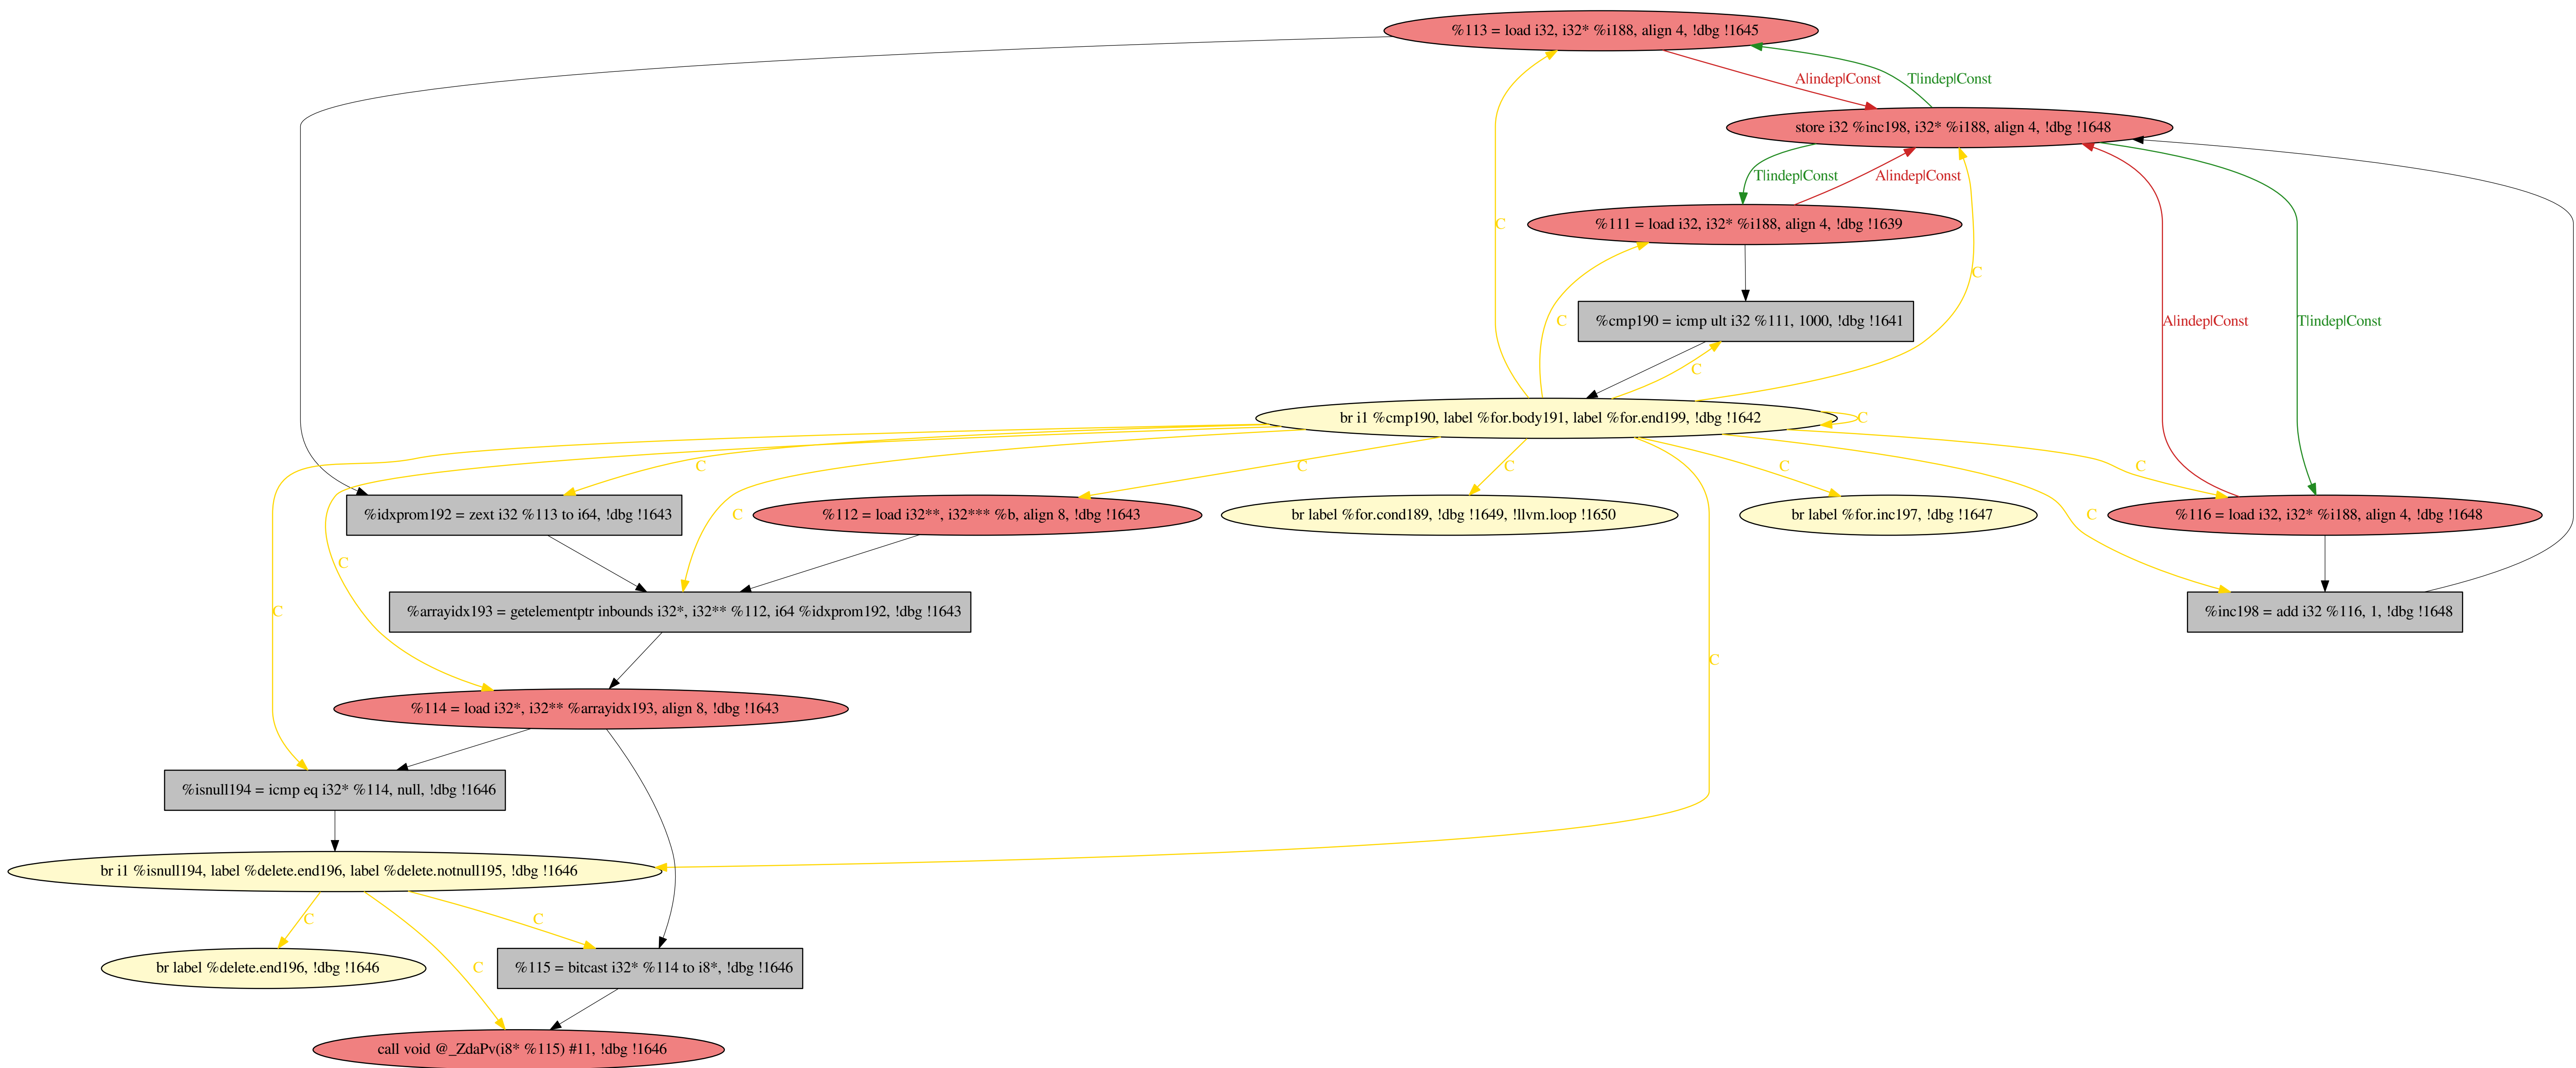 %113 = load i32, i32* %i188, align 4, !dbg !1645
A|indep|Const
T|indep|Const
store i32 %inc198, i32* %i188, align 4, !dbg !1648
T|indep|Const
A|indep|Const
C
%111 = load i32, i32* %i188, align 4, !dbg !1639
C
C
%cmp190 = icmp ult i32 %111, 1000, !dbg !1641
A|indep|Const
T|indep|Const
C
br i1 %cmp190, label %for.body191, label %for.end199, !dbg !1642
C
C
C
C
C
C
%idxprom192 = zext i32 %113 to i64, !dbg !1643
C
%112 = load i32**, i32*** %b, align 8, !dbg !1643
br label %for.cond189, !dbg !1649, !llvm.loop !1650
br label %for.inc197, !dbg !1647
C
%116 = load i32, i32* %i188, align 4, !dbg !1648
C
C
%arrayidx193 = getelementptr inbounds i32*, i32** %112, i64 %idxprom192, !dbg !1643
%inc198 = add i32 %116, 1, !dbg !1648
C
%114 = load i32*, i32** %arrayidx193, align 8, !dbg !1643
%isnull194 = icmp eq i32* %114, null, !dbg !1646
br i1 %isnull194, label %delete.end196, label %delete.notnull195, !dbg !1646
C
C
br label %delete.end196, !dbg !1646
C
%115 = bitcast i32* %114 to i8*, !dbg !1646
call void @_ZdaPv(i8* %115) #11, !dbg !1646